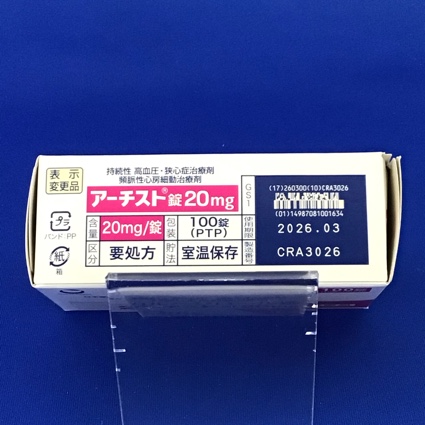 表示
変更品
持続性 高血圧・狭心症治療剤
頻脈性心房細動治療剤
アーチスト®錠20mg
含量 20mg/錠 包装 100錠(PTP)
区分 要処方 貯法 室温保存
プラ
バンド PP
紙
箱
GS1
(17)260300(10)CRA3026
(01)14987081001634
使用期限 2026.03
製造番号 CRA3026